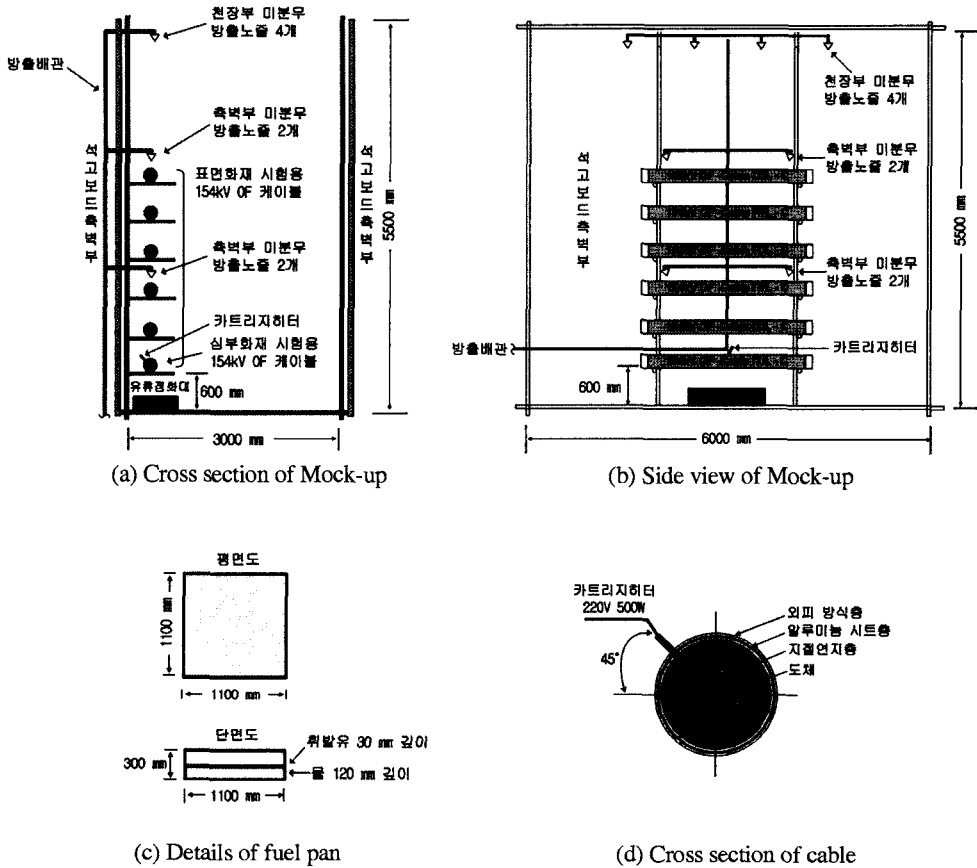 천장부 미분무
방출노즐 4개
방출배관
측벽부 미분무
방출노즐 2개
석고보드측벽부
표면화재 시험용
154kV OF 케이블
석고보드측벽부
5500 mm
측벽부 미분무
방출노즐 2개
카트리지히터
심부화재 시험용
154kV OF 케이블
유류점화대
600 mm
3000 mm
(a) Cross section of Mock-up
천장부 미분무
방출노즐 4개
측벽부 미분무
방출노즐 2개
석고보드측벽부
5500 mm
측벽부 미분무
방출노즐 2개
방출배관
카트리지히터
600 mm
6000 mm
(b) Side view of Mock-up
평면도
1100 mm
1100 mm
단면도
300 mm
휘발유 30 mm 깊이
물 120 mm 깊이
1100 mm
(c) Details of fuel pan
카트리지히터
220V 500W
45°
외피 방식층
알루미늄 시트층
지절연지층
도체
(d) Cross section of cable